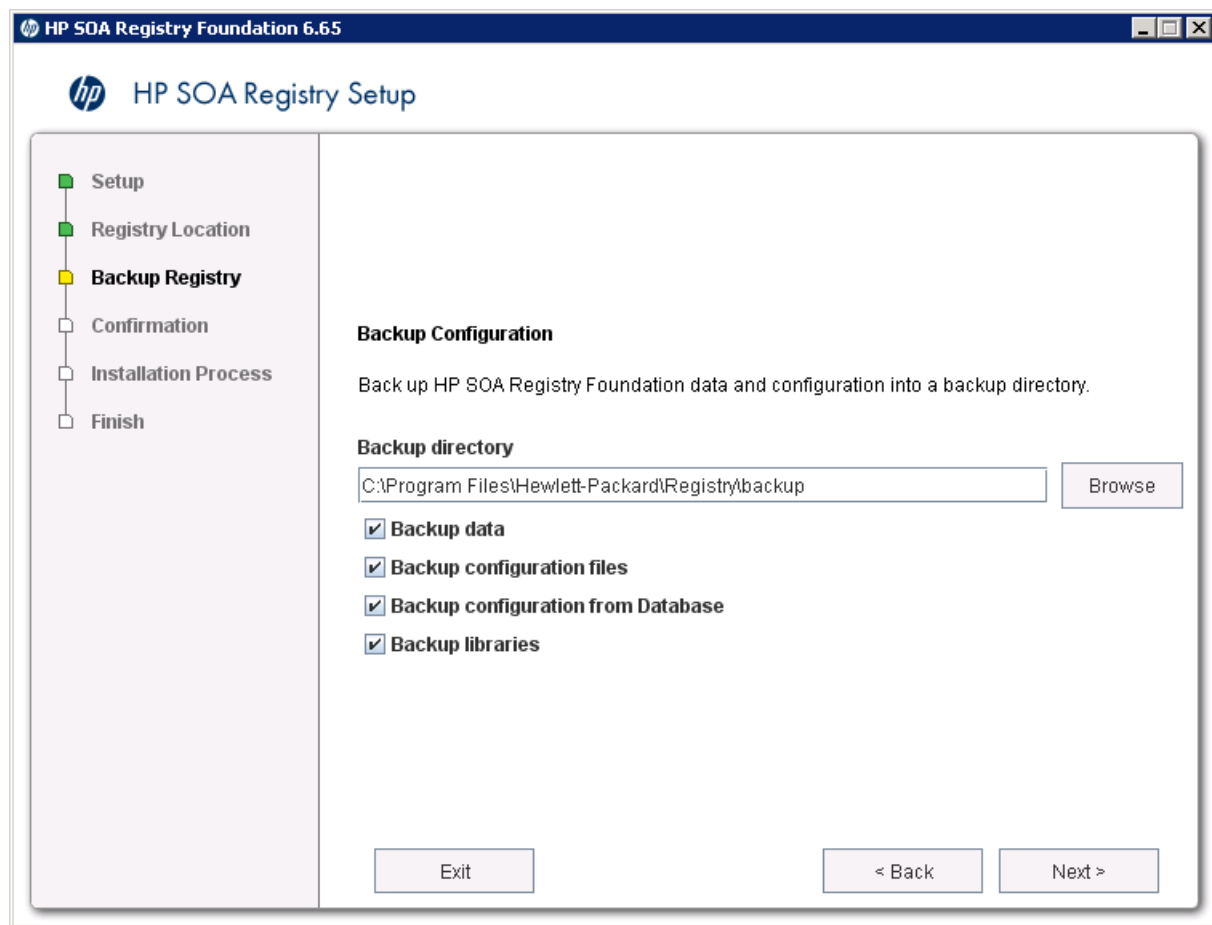 HP SOA Registry Foundation 6.65
hp HP SOA Registry Setup
Setup
Registry Location
Backup Registry
Confirmation
Installation Process
Finish
Backup Configuration
Back up HP SOA Registry Foundation data and configuration into a backup directory.
Backup directory
C:\Program Files\Hewlett-Packard\Registry\backup Browse
Backup data
Backup configuration files
Backup configuration from Database
Backup libraries
Exit < Back Next >